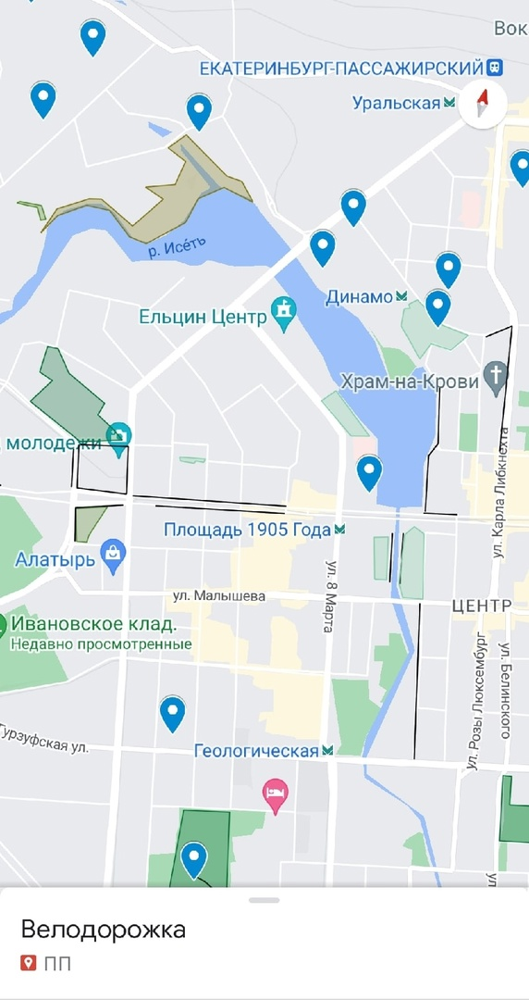 Вок
ЕКАТЕРИНБУРГ-ПАССАЖИРСКИЙ
Уральская
р. Исе́ть
Динамо
Ельцин Центр
Храм-на-Крови
молодежи
ул. Карла Либкнехта
Площадь 1905 Года
Алатырь
ул. 8 Марта
ул. Малышева
ЦЕНТР
Ивановское клад.
Недавно просмотренные
ул. Розы Люксембург
ул. Белинского
Гурзуфская ул.
Геологическая
ул
Велодорожка
ПП